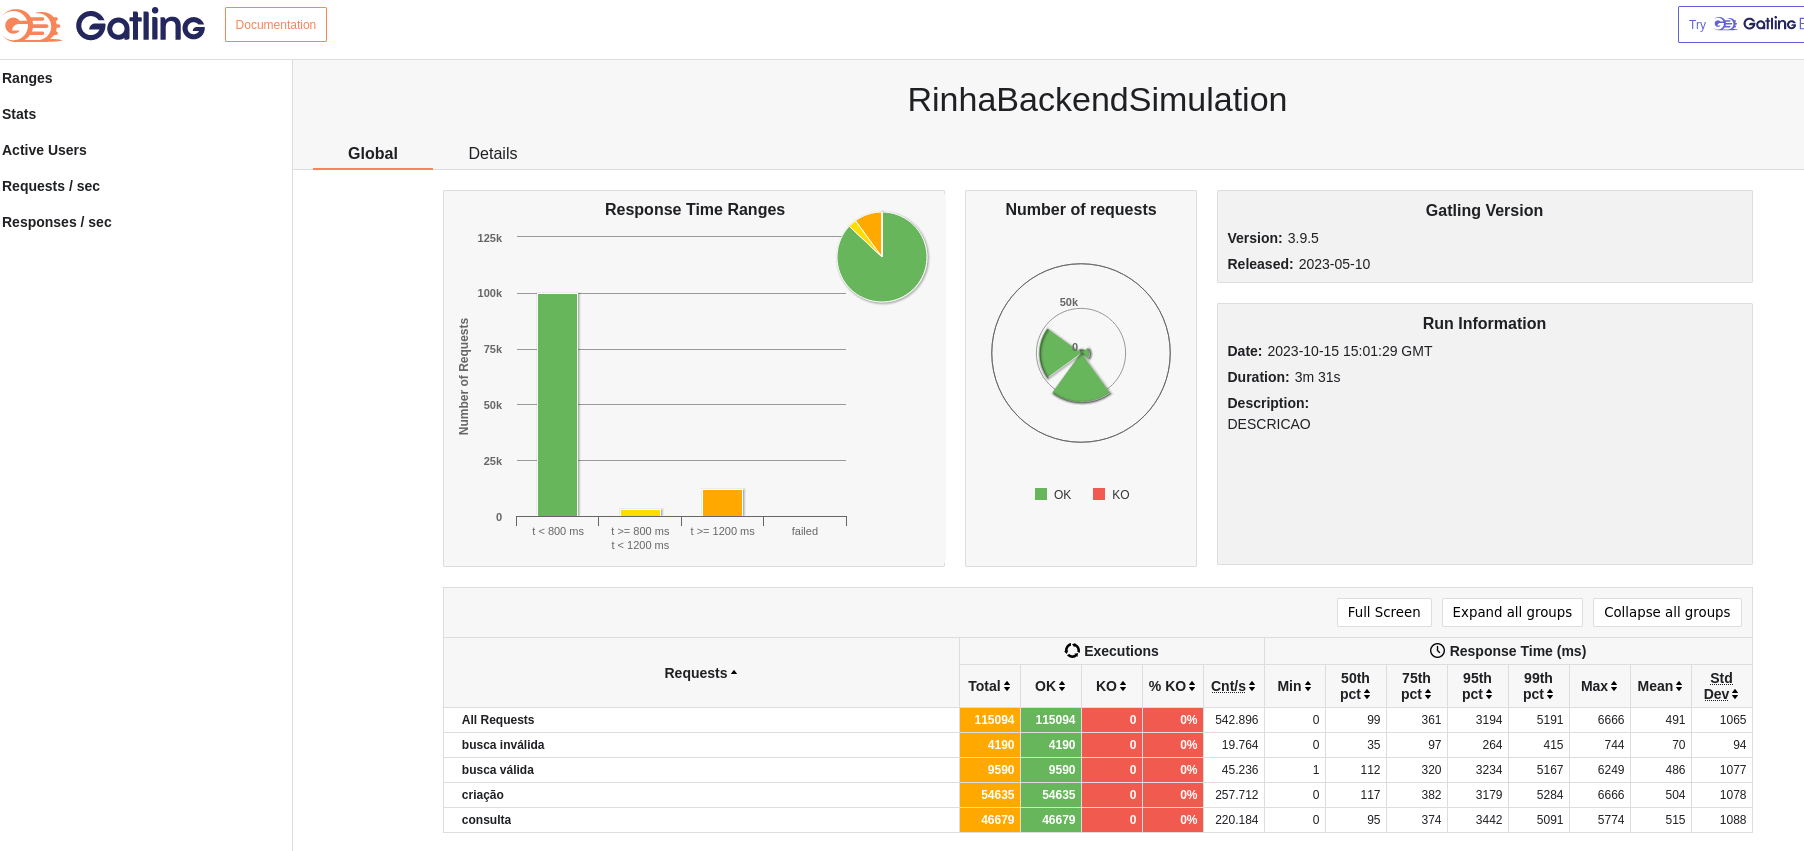 Gatling
Documentation
Try Gatling
Ranges
Stats
Active Users
Requests / sec
Responses / sec
RinhaBackendSimulation
Global Details
Response Time Ranges
125k
100k
75k
50k
25k
0
Number of Requests
t < 800 ms
t >= 800 ms
t < 1200 ms
t >= 1200 ms
failed
Number of requests
50k
0
OK KO
Gatling Version
Version: 3.9.5
Released: 2023-05-10
Run Information
Date: 2023-10-15 15:01:29 GMT
Duration: 3m 31s
Description:
DESCRICAO
Full Screen Expand all groups Collapse all groups
Requests Executions Response Time (ms)
Total OK KO % KO Cnt/s Min 50th pct 75th pct 95th pct 99th pct Max Mean Std Dev
All Requests 115094 115094 0 0% 542.896 0 99 361 3194 5191 6666 491 1065
busca inválida 4190 4190 0 0% 19.764 0 35 97 264 415 744 70 94
busca válida 9590 9590 0 0% 45.236 1 112 320 3234 5167 6249 486 1077
criação 54635 54635 0 0% 257.712 0 117 382 3179 5284 6666 504 1078
consulta 46679 46679 0 0% 220.184 0 95 374 3442 5091 5774 515 1088